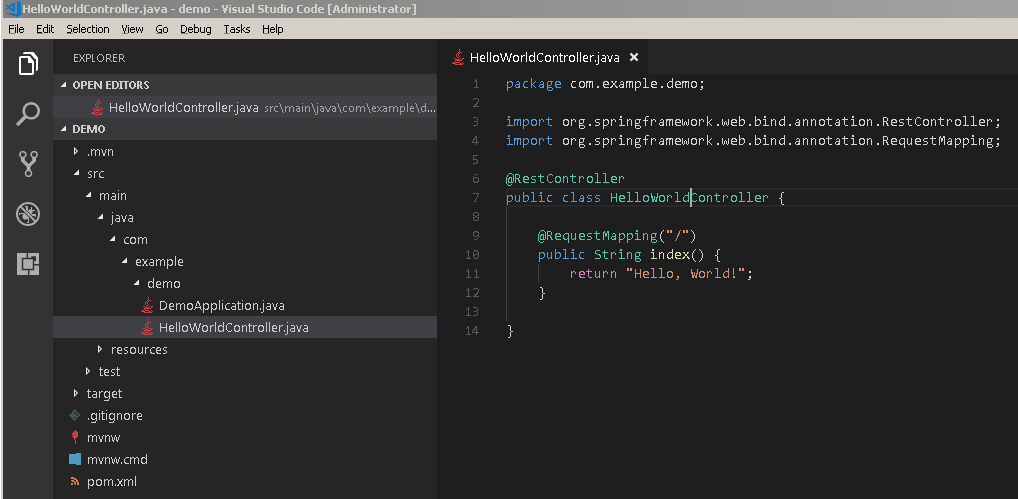 HelloWorldController.java - demo - Visual Studio Code [Administrator]
File Edit Selection View Go Debug Tasks Help
EXPLORER
OPEN EDITORS
HelloWorldController.java src\main\java\com\example\d...
DEMO
.mvn
src
main
java
com
example
demo
DemoApplication.java
HelloWorldController.java
resources
test
target
.gitignore
mvnw
mvnw.cmd
pom.xml
HelloWorldController.java
1 package com.example.demo;
2
3 import org.springframework.web.bind.annotation.RestController;
4 import org.springframework.web.bind.annotation.RequestMapping;
5
6 @RestController
7 public class HelloWorldController {
8
9     @RequestMapping("/")
10     public String index() {
11         return "Hello, World!";
12     }
13
14 }